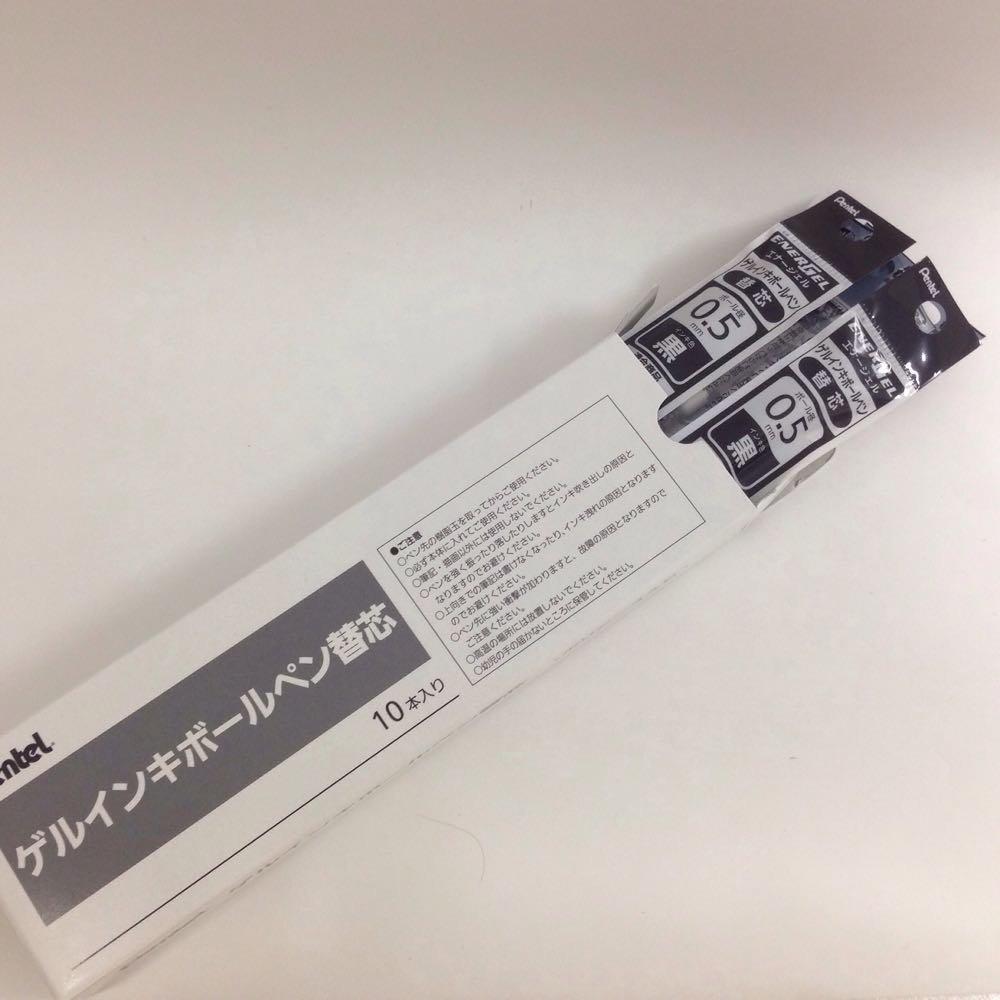 Pentel
ENERGEL
エナージェル
ゲルインキボールペン
替芯
ボール径
0.5
mm
インキ色
黒
Pentel
ENERGEL
エナージェル
ゲルインキボールペン
替芯
ボール径
0.5
mm
インキ色
黒
●ご注意
○ペン先の樹脂玉を取ってからご使用ください。
○必ず本体に入れてご使用ください。
○筆記・描画以外には使用しないでください。
○ペンを強く振ったり落したりしますとインキ吹き出しの原因と
なりますのでお避けください。
○上向きでの筆記は書けなくなったり、インキ洩れの原因となります
のでお避けください。
○ペン先に強い衝撃が加わりますと、故障の原因となりますので
ご注意ください。
○高温の場所には放置しないでください。
○幼児の手の届かないところに保管してください。
ntel
ゲルインキボールペン替芯
10本入り